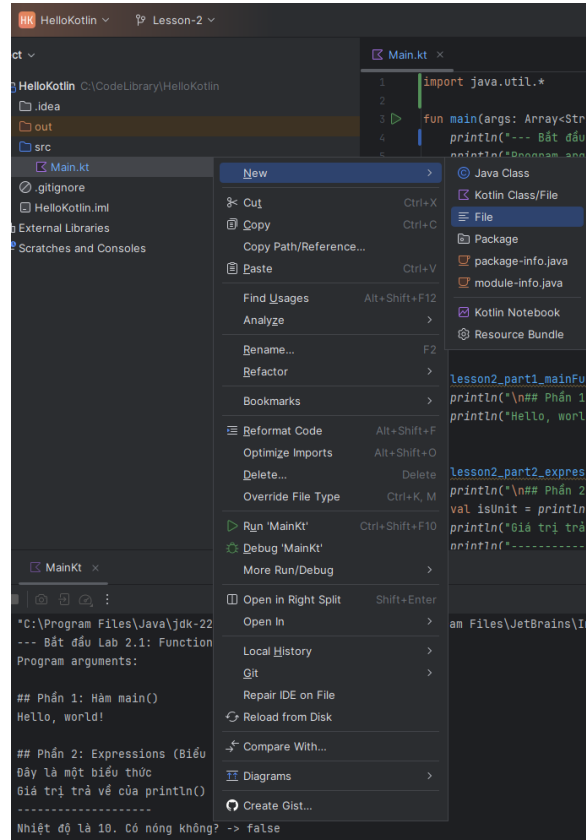 HK HelloKotlin Lesson-2
ct
Main.kt
HelloKotlin C:\CodeLibrary\HelloKotlin
.idea
out
src
Main.kt
.gitignore
HelloKotlin.iml
External Libraries
Scratches and Consoles
1 import java.util.*
2
3 fun main(args: Array<Str
4 println("--- Bắt đầu
5 println("Program arg
New
Cut Ctrl+X
Copy Ctrl+C
Copy Path/Reference...
Paste Ctrl+V
Find Usages Alt+Shift+F12
Analyze
Rename... F2
Refactor
Bookmarks
Reformat Code Alt+Shift+F
Optimize Imports Alt+Shift+O
Delete... Delete
Override File Type Ctrl+K, M
Run 'MainKt' Ctrl+Shift+F10
Debug 'MainKt'
More Run/Debug
Open in Right Split Shift+Enter
Open In
Local History
Git
Repair IDE on File
Reload from Disk
Compare With...
Diagrams
Create Gist...
Java Class
Kotlin Class/File
File
Package
package-info.java
module-info.java
Kotlin Notebook
Resource Bundle
lesson2_part1_mainFu
println("\n## Phần 1
println("Hello, worl
lesson2_part2_expres
println("\n## Phần 2
val isUnit = println
println("Giá trị trả
println("-----------
MainKt
"C:\Program Files\Java\jdk-22 am Files\JetBrains\In
--- Bắt đầu Lab 2.1: Function
Program arguments:
## Phần 1: Hàm main()
Hello, world!
## Phần 2: Expressions (Biểu
Đây là một biểu thức
Giá trị trả về của println()
--------------------
Nhiệt độ là 10. Có nóng không? -> false